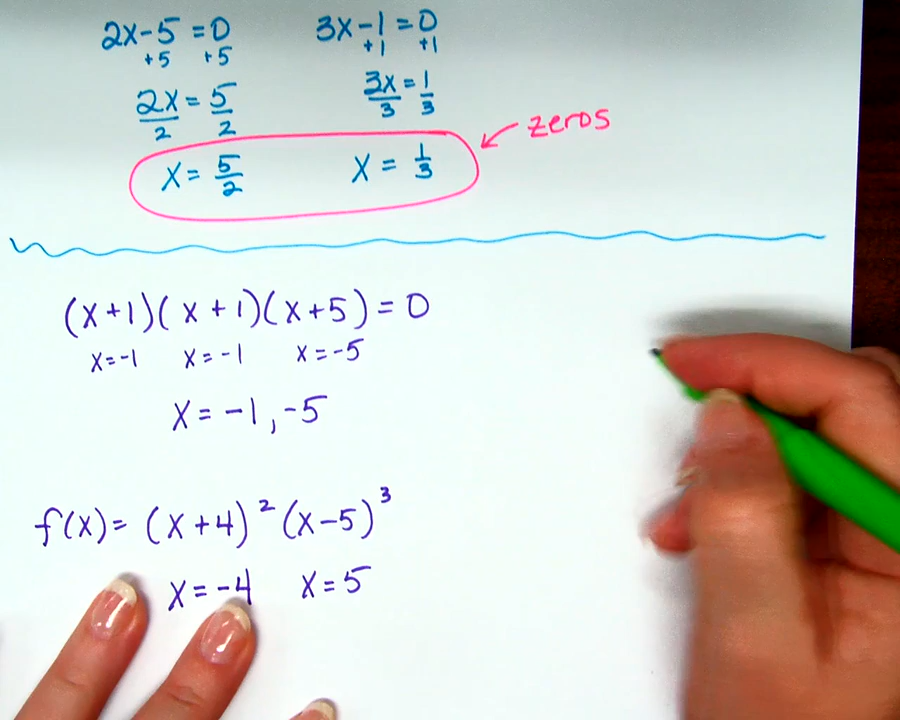 2x-5 =0 3x-1=0
+5 +5 +1 +1
2x/2 = 5/2 3x/3 = 1/3
zeros
x = 5/2 x = 1/3
(x+1)(x+1)(x+5) = 0
x=-1 x=-1 x=-5
x = -1, -5
f(x) = (x+4)² (x-5)³
x = -4 x = 5